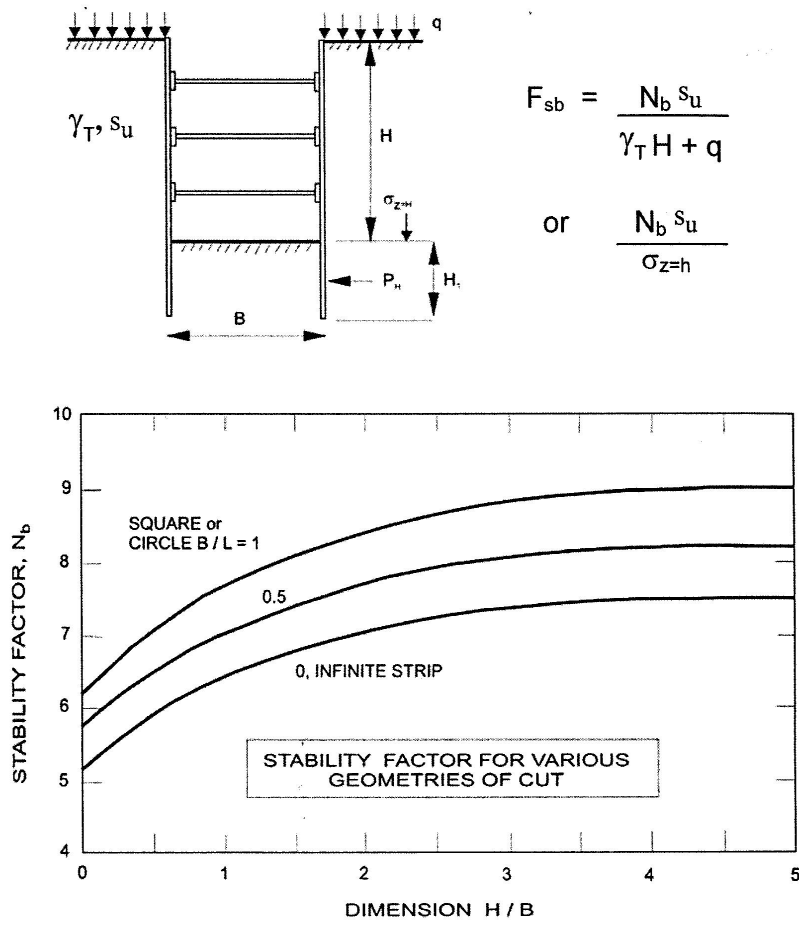 q
γT, su
H
σz=H
PH
H1
B
Fsb = Nb su
γT H + q
or Nb su
σz=h
10
9
8
7
6
5
4
STABILITY FACTOR, Nb
SQUARE or
CIRCLE B / L = 1
0.5
0, INFINITE STRIP
STABILITY FACTOR FOR VARIOUS
GEOMETRIES OF CUT
0 1 2 3 4 5
DIMENSION H / B